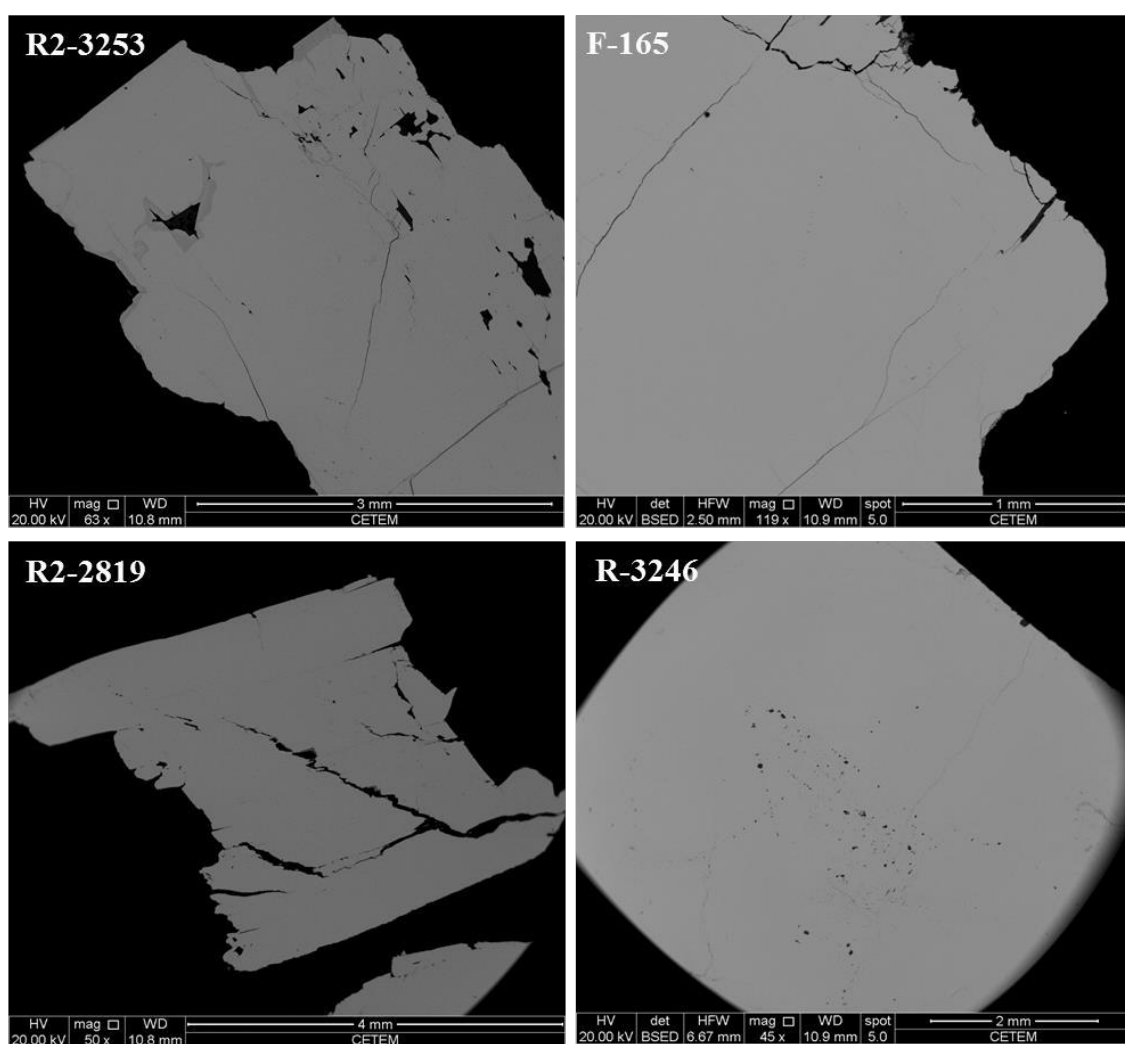 R2-3253
F-165
HV mag □ WD 3 mm
20.00 kV 63 x 10.8 mm CETEM
HV det HFW mag □ WD spot 1 mm
20.00 kV BSED 2.50 mm 119 x 10.9 mm 5.0 CETEM
R2-2819
R-3246
HV mag □ WD 4 mm
20.00 kV 50 x 10.8 mm CETEM
HV det HFW mag □ WD spot 2 mm
20.00 kV BSED 6.67 mm 45 x 10.9 mm 5.0 CETEM